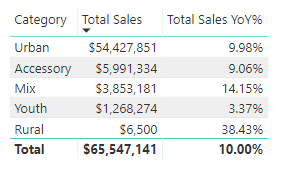 Category Total Sales Total Sales YoY%
Urban $54,427,851 9.98%
Accessory $5,991,334 9.06%
Mix $3,853,181 14.15%
Youth $1,268,274 3.37%
Rural $6,500 38.43%
Total $65,547,141 10.00%